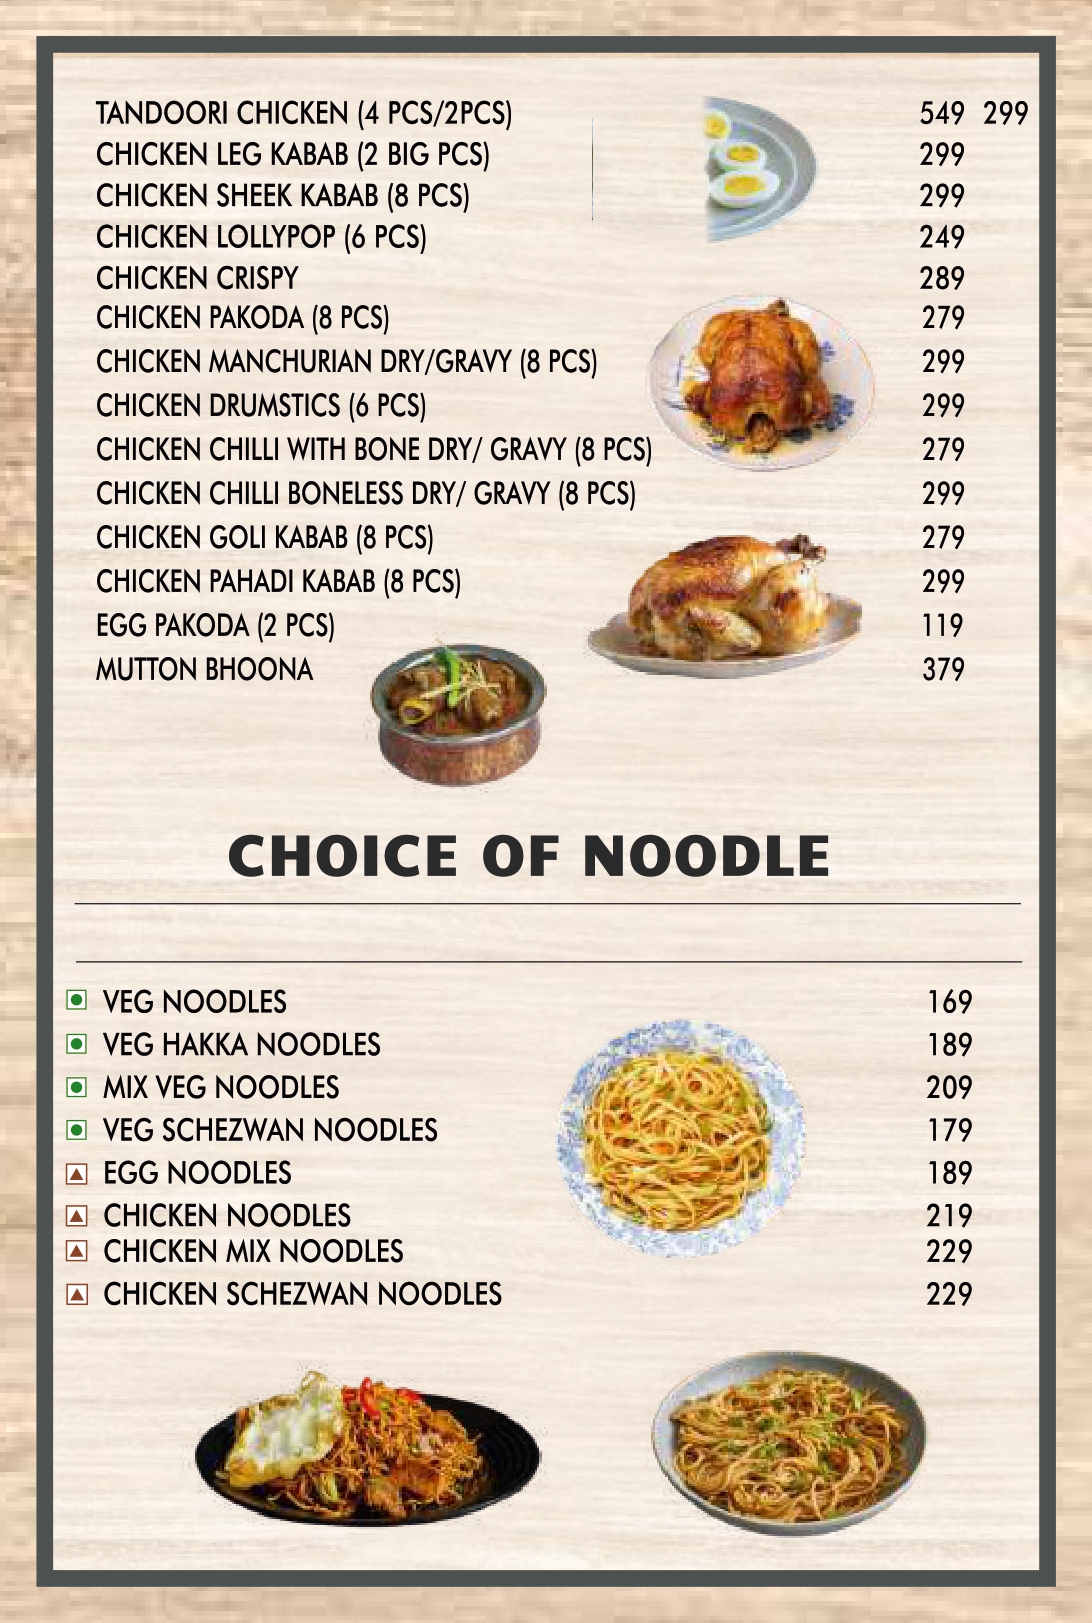 TANDOORI CHICKEN (4 PCS/2PCS) 549 299
CHICKEN LEG KABAB (2 BIG PCS) 299
CHICKEN SHEEK KABAB (8 PCS) 299
CHICKEN LOLLYPOP (6 PCS) 249
CHICKEN CRISPY 289
CHICKEN PAKODA (8 PCS) 279
CHICKEN MANCHURIAN DRY/GRAVY (8 PCS) 299
CHICKEN DRUMSTICS (6 PCS) 299
CHICKEN CHILLI WITH BONE DRY/ GRAVY (8 PCS) 279
CHICKEN CHILLI BONELESS DRY/ GRAVY (8 PCS) 299
CHICKEN GOLI KABAB (8 PCS) 279
CHICKEN PAHADI KABAB (8 PCS) 299
EGG PAKODA (2 PCS) 119
MUTTON BHOONA 379
CHOICE OF NOODLE
VEG NOODLES 169
VEG HAKKA NOODLES 189
MIX VEG NOODLES 209
VEG SCHEZWAN NOODLES 179
EGG NOODLES 189
CHICKEN NOODLES 219
CHICKEN MIX NOODLES 229
CHICKEN SCHEZWAN NOODLES 229